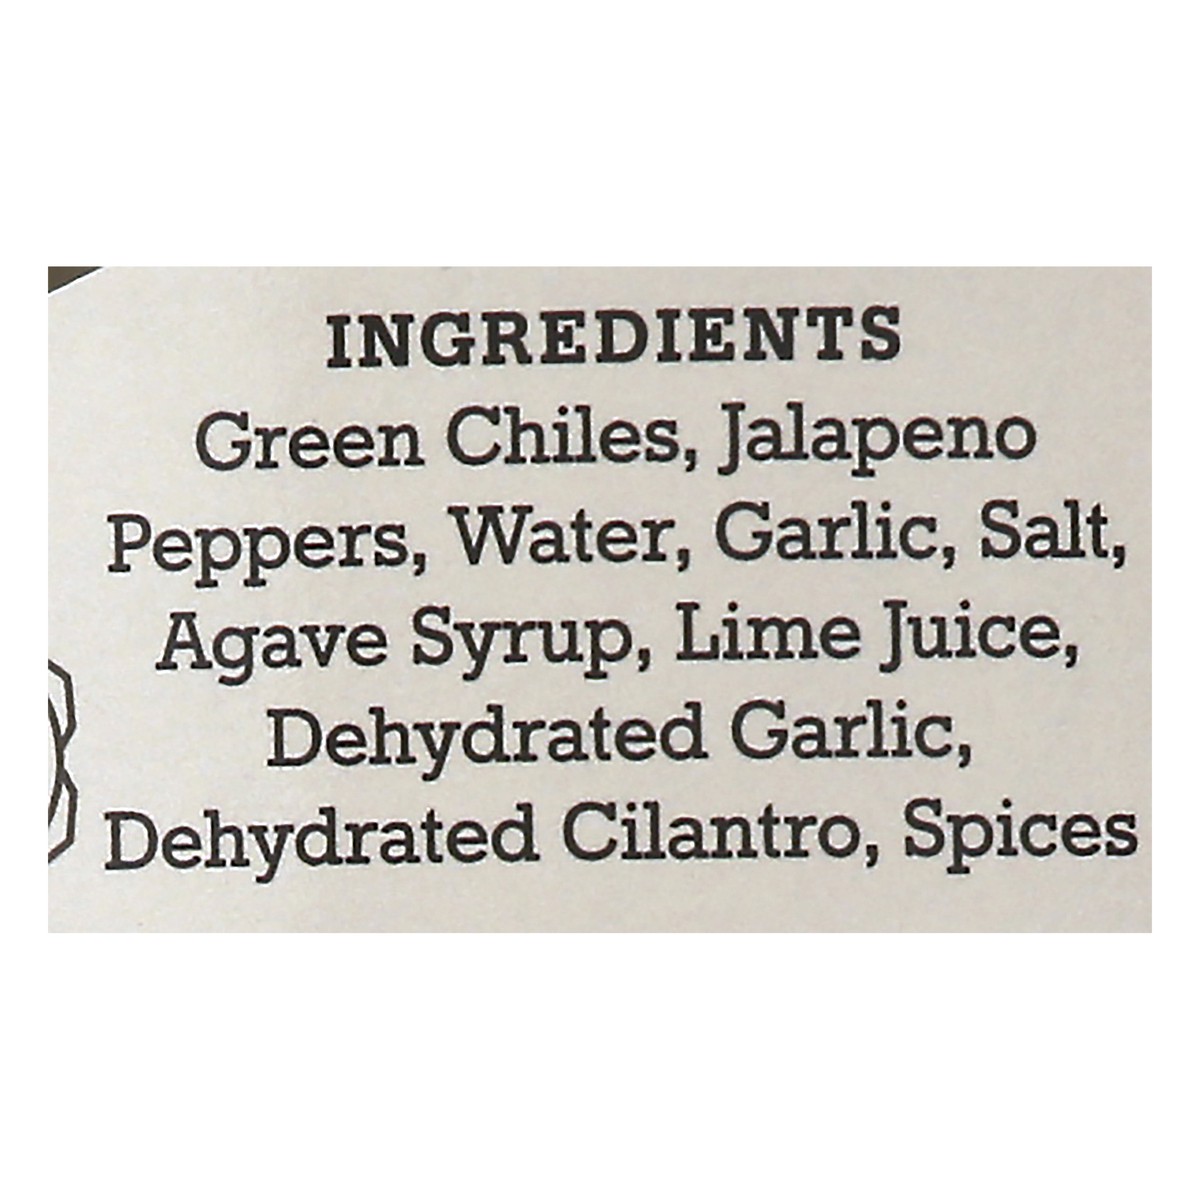 INGREDIENTS
Green Chiles, Jalapeno
Peppers, Water, Garlic, Salt,
Agave Syrup, Lime Juice,
Dehydrated Garlic,
Dehydrated Cilantro, Spices